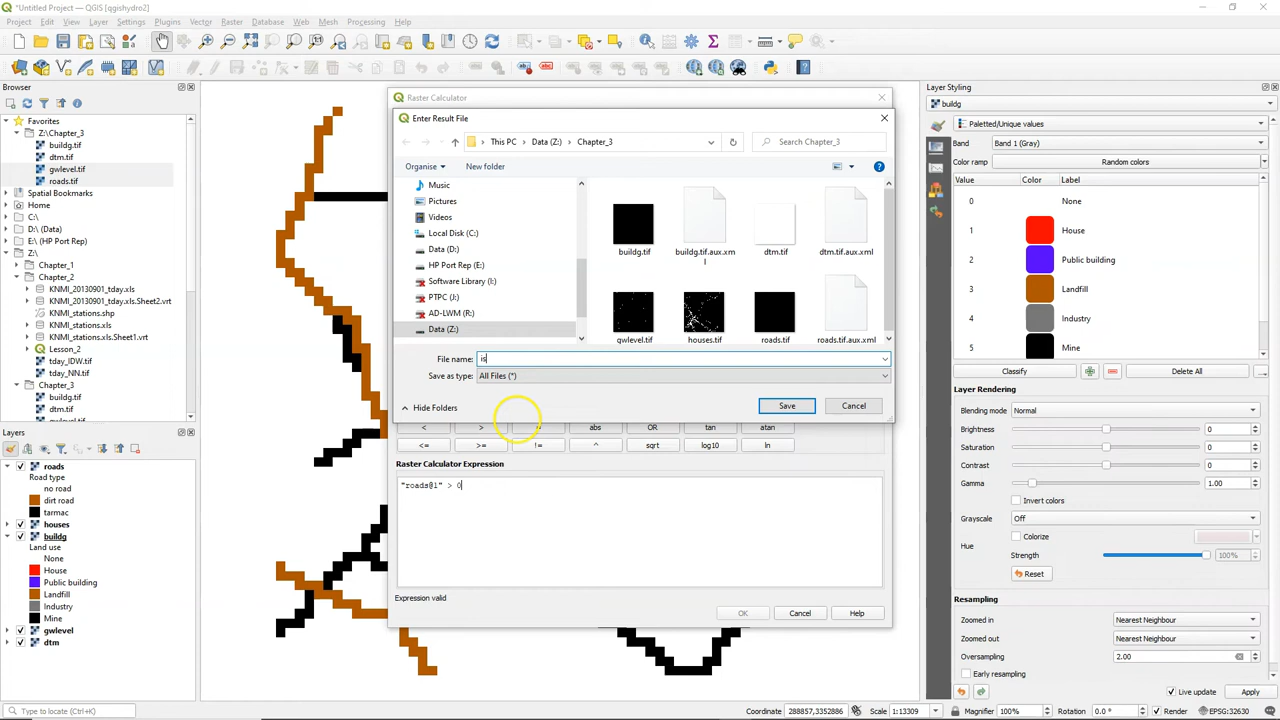 *Untitled Project — QGIS [qgishydro2]
Project Edit View Layer Settings Plugins Vector Raster Database Web Mesh Processing Help
Browser
Favorites
Z:\Chapter_3
buildg.tif
dtm.tif
gwlevel.tif
roads.tif
Spatial Bookmarks
Home
C:\
D:\ (Data)
E:\ (HP Port Rep)
Z:\
Chapter_1
Chapter_2
KNMI_20130901_tday.xls
KNMI_20130901_tday.xls.Sheet2.vrt
KNMI_stations.shp
KNMI_stations.xls
KNMI_stations.xls.Sheet1.vrt
Lesson_2
tday_IDW.tif
tday_NN.tif
Chapter_3
buildg.tif
dtm.tif
gwlevel.tif
Layers
roads
Road type
no road
dirt road
tarmac
houses
buildg
Land use
None
House
Public building
Landfill
Industry
Mine
gwlevel
dtm
Raster Calculator
Enter Result File
This PC Data (Z:) Chapter_3
Search Chapter_3
Organise New folder
Music
Pictures
Videos
Local Disk (C:)
Data (D:)
HP Port Rep (E:)
Software Library (I:)
PTPC (J:)
AD-LWM (R:)
Data (Z:)
buildg.tif
buildg.tif.aux.xm
l
dtm.tif
dtm.tif.aux.xml
gwlevel.tif
houses.tif
roads.tif
roads.tif.aux.xml
File name: is
Save as type: All Files (*)
Hide Folders
Save
Cancel
< > abs OR tan atan
<= >= != ^ sqrt log10 ln
Raster Calculator Expression
"roads@1" > 0
Expression valid
OK Cancel Help
Layer Styling
buildg
Paletted/Unique values
Band Band 1 (Gray)
Color ramp Random colors
Value Color Label
0 None
1 House
2 Public building
3 Landfill
4 Industry
5 Mine
Classify Delete All ...
Layer Rendering
Blending mode Normal
Brightness 0
Saturation 0
Contrast 0
Gamma 1.00
Invert colors
Grayscale Off
Colorize
Hue
Strength 100%
Reset
Resampling
Zoomed in Nearest Neighbour
Zoomed out Nearest Neighbour
Oversampling 2.00
Early resampling
Live update Apply
Type to locate (Ctrl+K)
Coordinate 288857,3352886 Scale 1:13309 Magnifier 100% Rotation 0.0 ° Render EPSG:32630